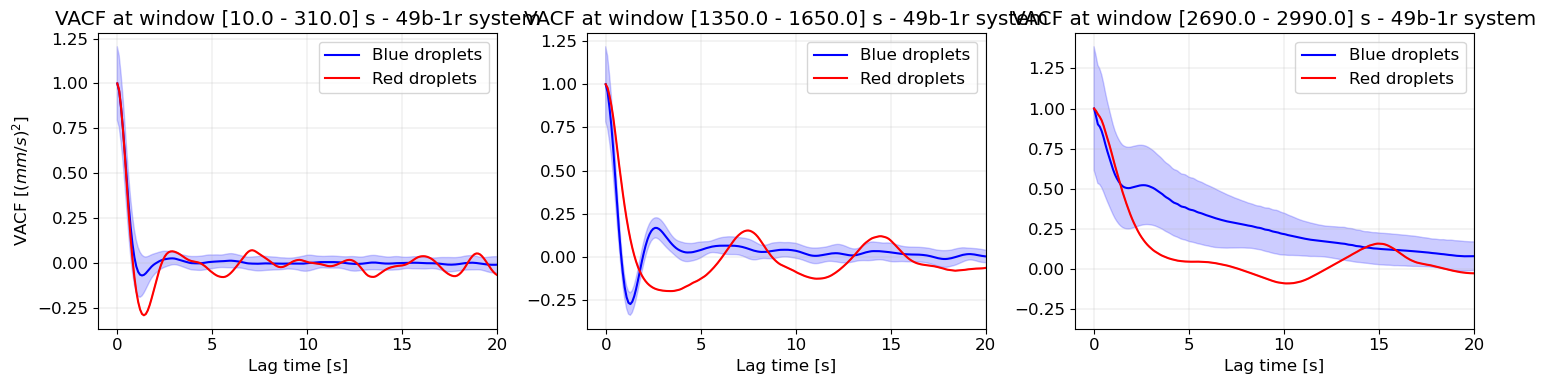 VACF at window [10.0 - 310.0] s - 49b-1r system
VACF at window [1350.0 - 1650.0] s - 49b-1r system
VACF at window [2690.0 - 2990.0] s - 49b-1r system
VACF [(mm/s)²]
1.25
1.00
0.75
0.50
0.25
0.00
−0.25
Blue droplets
Red droplets
0 5 10 15 20
Lag time [s]
1.25
1.00
0.75
0.50
0.25
0.00
−0.25
Blue droplets
Red droplets
0 5 10 15 20
Lag time [s]
1.25
1.00
0.75
0.50
0.25
0.00
−0.25
Blue droplets
Red droplets
0 5 10 15 20
Lag time [s]